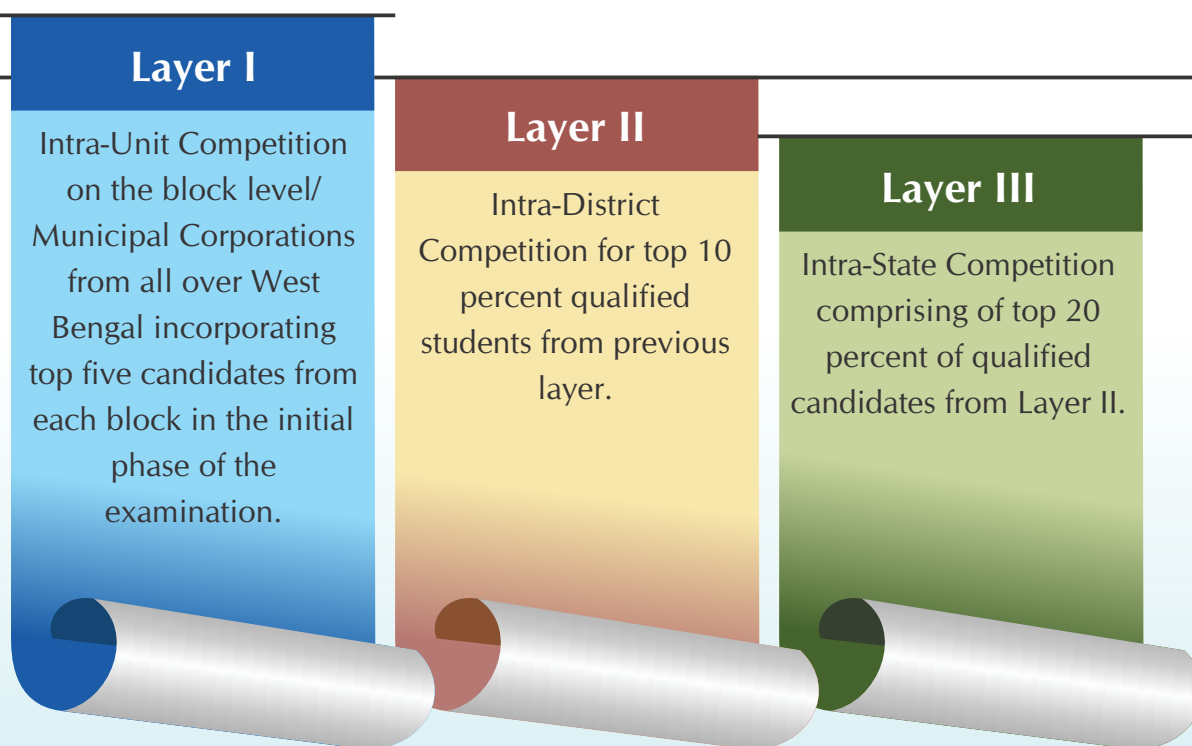 Layer I
Intra-Unit Competition
on the block level/
Municipal Corporations
from all over West
Bengal incorporating
top five candidates from
each block in the initial
phase of the
examination.
Layer II
Intra-District
Competition for top 10
percent qualified
students from previous
layer.
Layer III
Intra-State Competition
comprising of top 20
percent of qualified
candidates from Layer II.